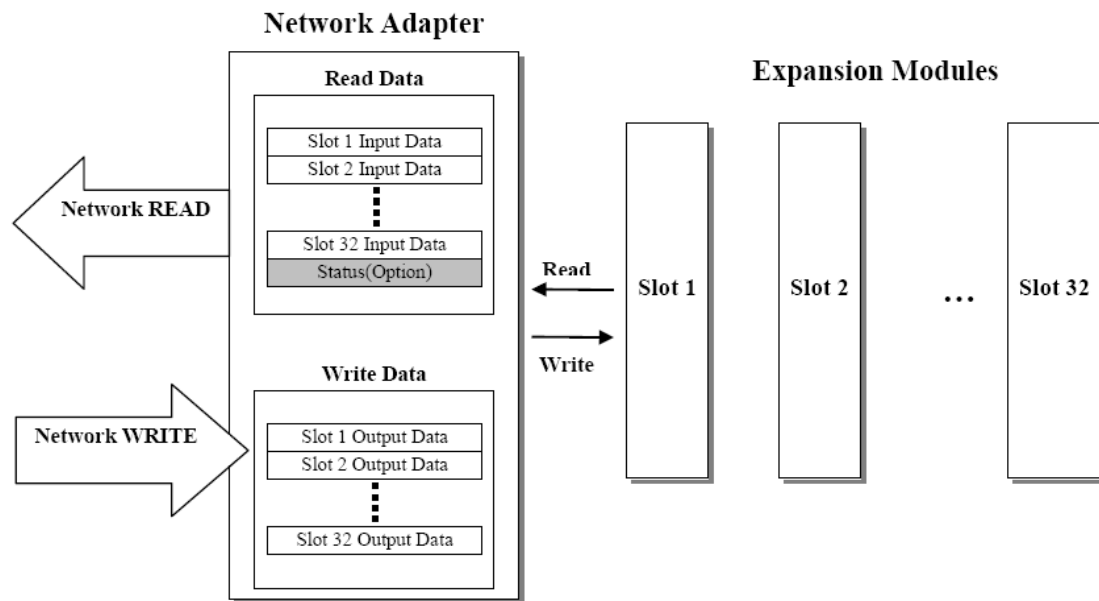 Network Adapter
Read Data
Slot 1 Input Data
Slot 2 Input Data
Slot 32 Input Data
Status(Option)
Network READ
Write Data
Slot 1 Output Data
Slot 2 Output Data
Slot 32 Output Data
Network WRITE
Read
Write
Expansion Modules
Slot 1
Slot 2
...
Slot 32